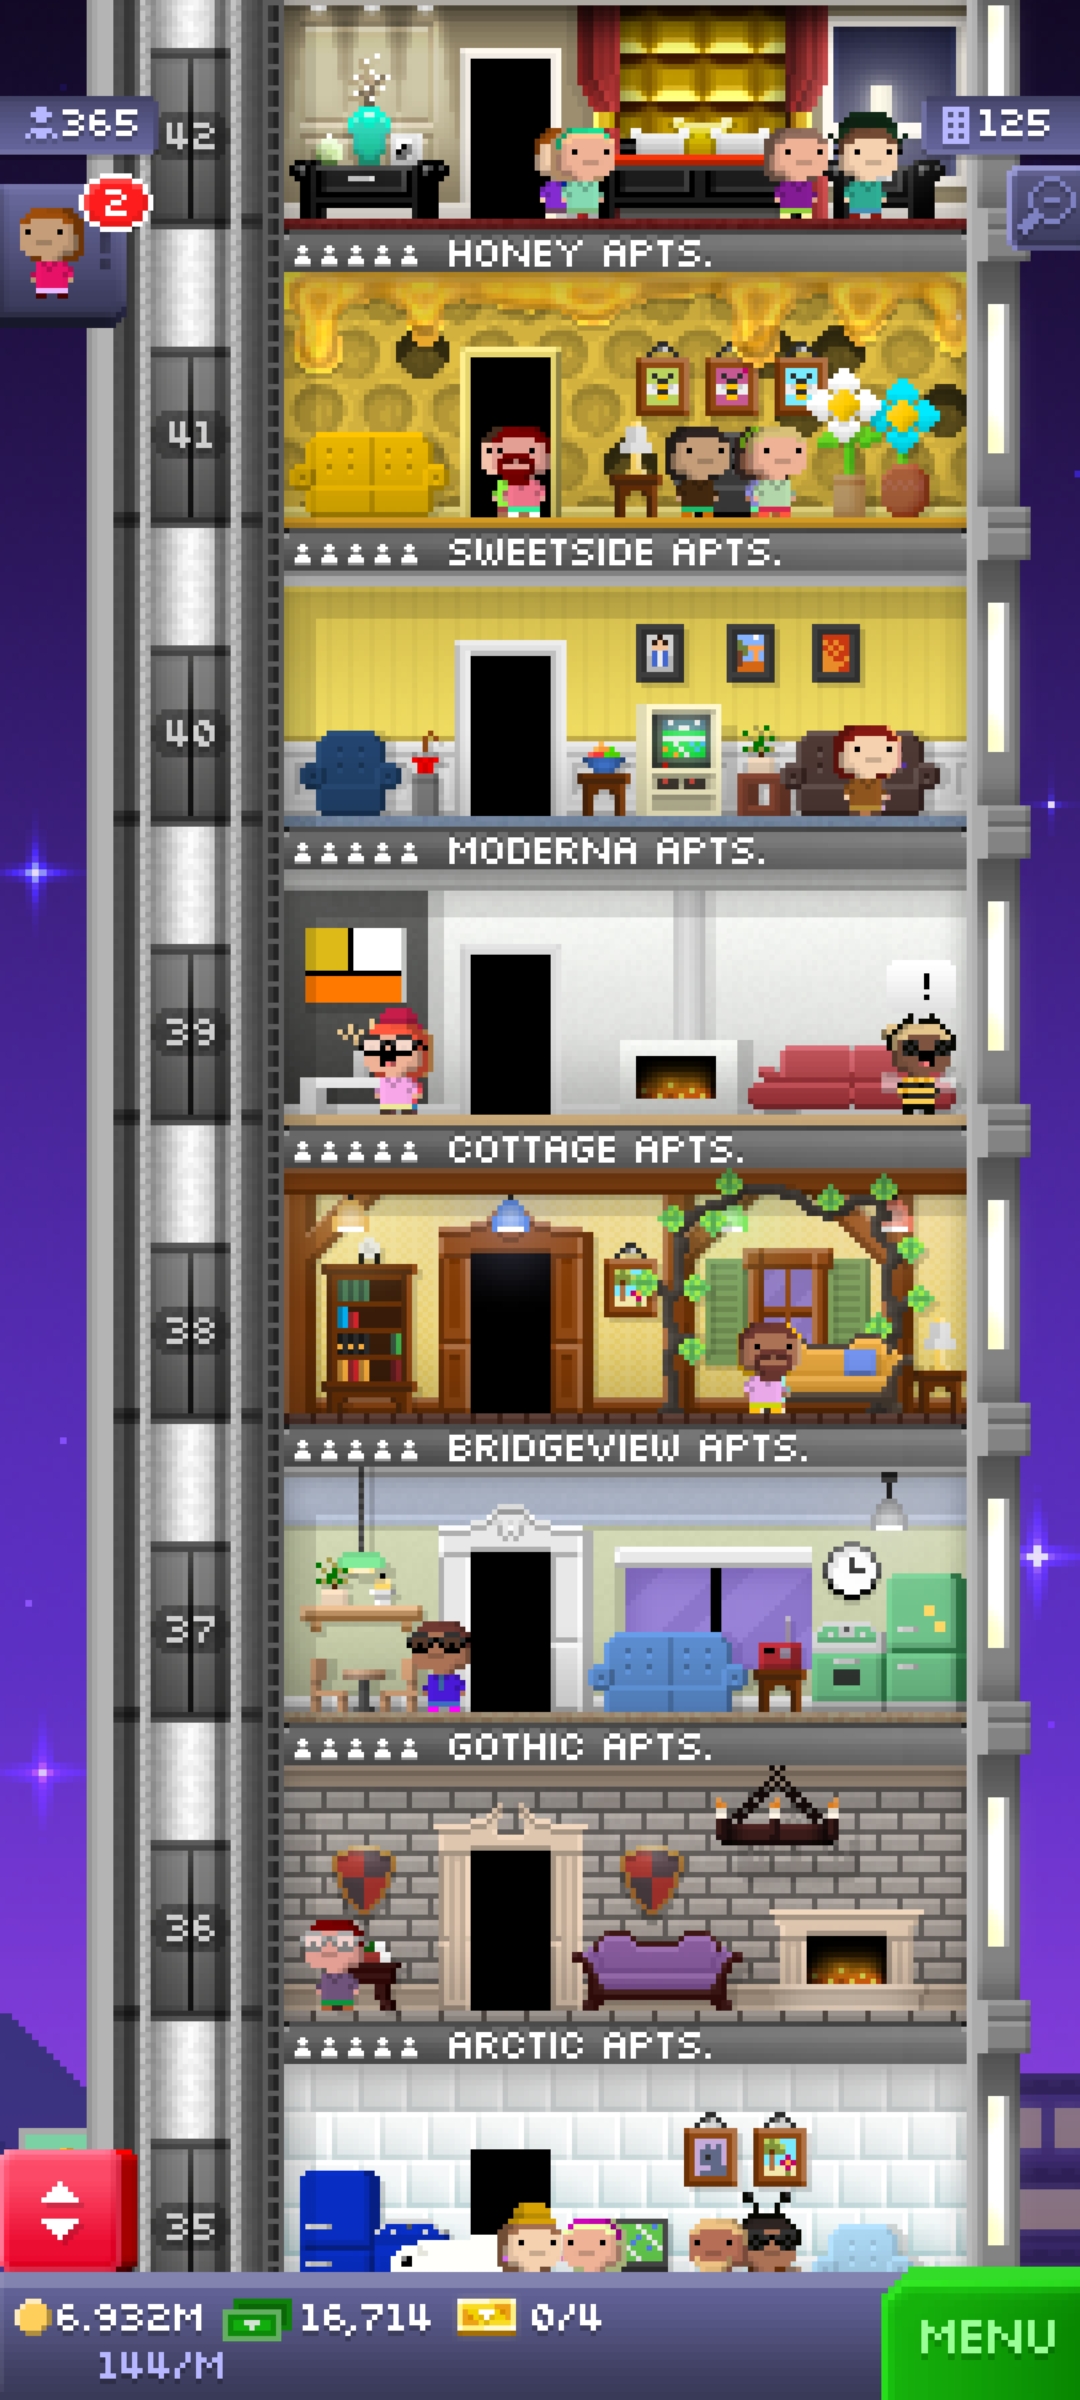 365
42
125
2
HONEY APTS.
41
SWEETSIDE APTS.
40
MODERNA APTS.
!
39
COTTAGE APTS.
38
BRIDGEVIEW APTS.
37
GOTHIC APTS.
36
ARCTIC APTS.
35
6.932M 16,714 0/4
144/M
MENU